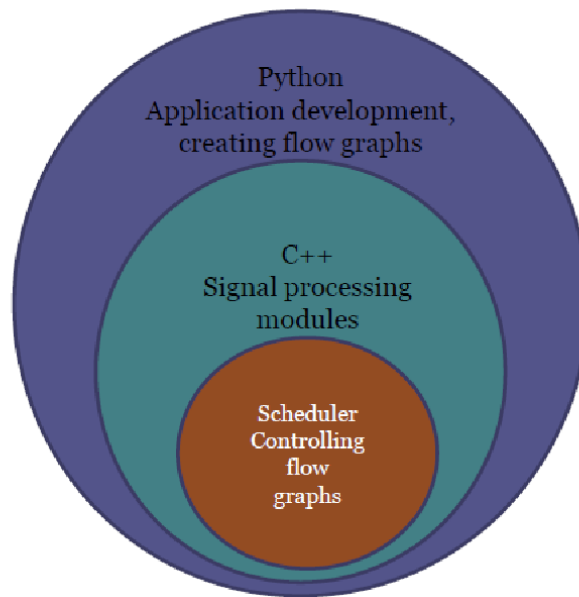 Python
Application development,
creating flow graphs
C++
Signal processing
modules
Scheduler
Controlling
flow
graphs